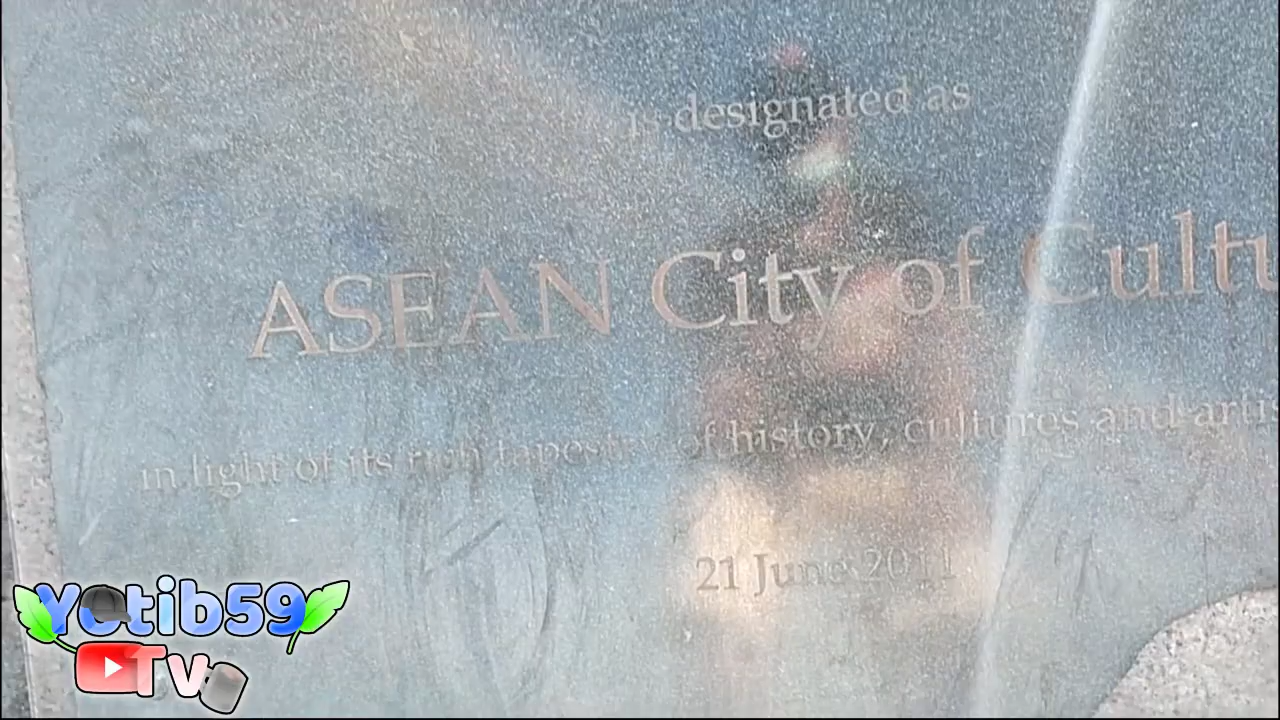 is designated as
ASEAN City of Cultu
in light of its rich tapestry of history, cultures and artis
21 June 2011
Yotib59
Tv